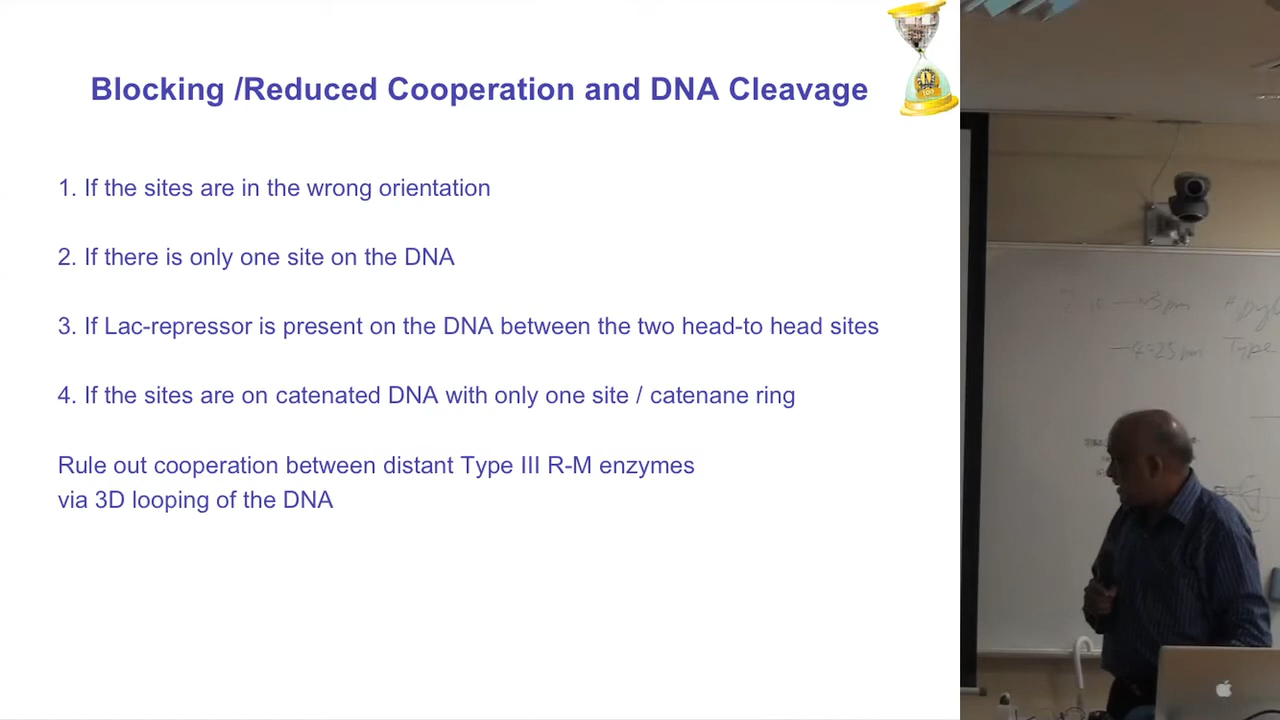 Blocking /Reduced Cooperation and DNA Cleavage
1. If the sites are in the wrong orientation
2. If there is only one site on the DNA
3. If Lac-repressor is present on the DNA between the two head-to head sites
4. If the sites are on catenated DNA with only one site / catenane ring
Rule out cooperation between distant Type III R-M enzymes
via 3D looping of the DNA
Type